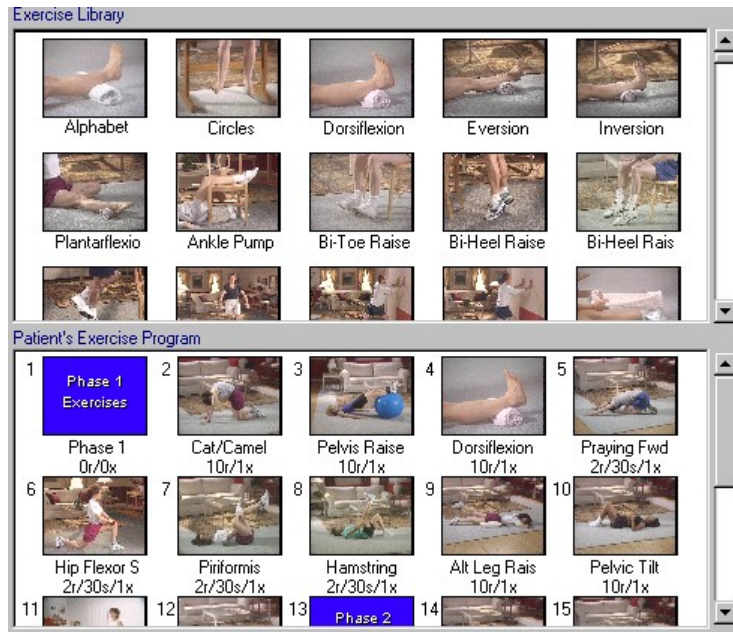 Exercise Library
Alphabet
Circles
Dorsiflexion
Eversion
Inversion
Plantarflexio
Ankle Pump
Bi-Toe Raise
Bi-Heel Raise
Bi-Heel Rais
Patient's Exercise Program
1
Phase 1
Exercises
Phase 1
0r/0x
2
Cat/Camel
10r/1x
3
Pelvis Raise
10r/1x
4
Dorsiflexion
10r/1x
5
Praying Fwd
2r/30s/1x
6
Hip Flexor S
2r/30s/1x
7
Piriformis
2r/30s/1x
8
Hamstring
2r/30s/1x
9
Alt Leg Rais
10r/1x
10
Pelvic Tilt
10r/1x
11
12
13
Phase 2
14
15